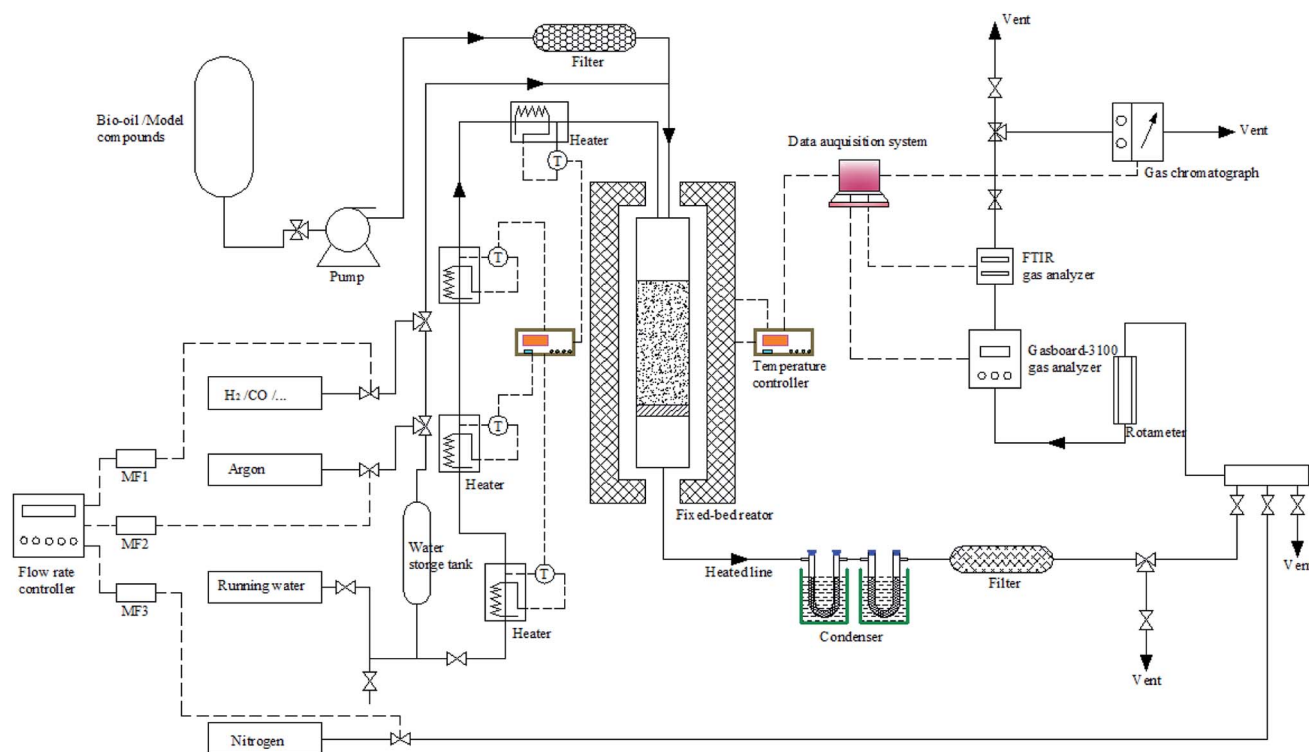 Vent
Filter
Bio-oil /Model
compounds
Heater
Data auquisition system
Vent
Gas chromatograph
T
Pump
T
FTIR
gas analyzer
Gasboard-3100
gas analyzer
Temperature
controller
H2 /CO /...
T
Rotameter
MF1
Argon
Heater
Fixed-bed reator
MF2
Water
storge tank
Heated line
Filter
Vent
Flow rate
controller
MF3
Running water
T
Heater
Condenser
Vent
Nitrogen